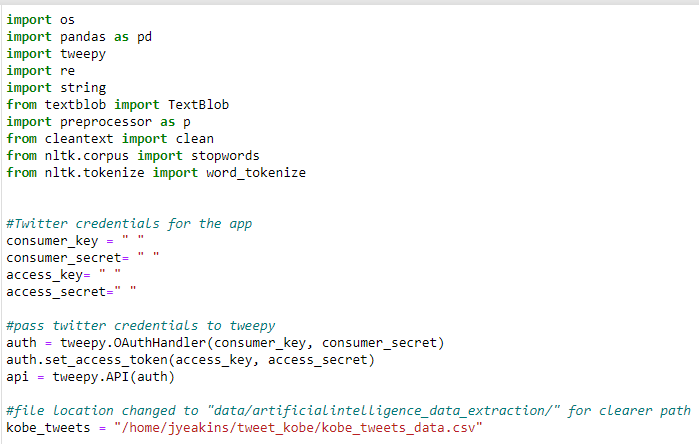 import os
import pandas as pd
import tweepy
import re
import string
from textblob import TextBlob
import preprocessor as p
from cleantext import clean
from nltk.corpus import stopwords
from nltk.tokenize import word_tokenize
#Twitter credentials for the app
consumer_key = " "
consumer_secret= " "
access_key= " "
access_secret=" "
#pass twitter credentials to tweepy
auth = tweepy.OAuthHandler(consumer_key, consumer_secret)
auth.set_access_token(access_key, access_secret)
api = tweepy.API(auth)
#file location changed to "data/artificialintelligence_data_extraction/" for clearer path
kobe_tweets = "/home/jyeakins/tweet_kobe/kobe_tweets_data.csv"